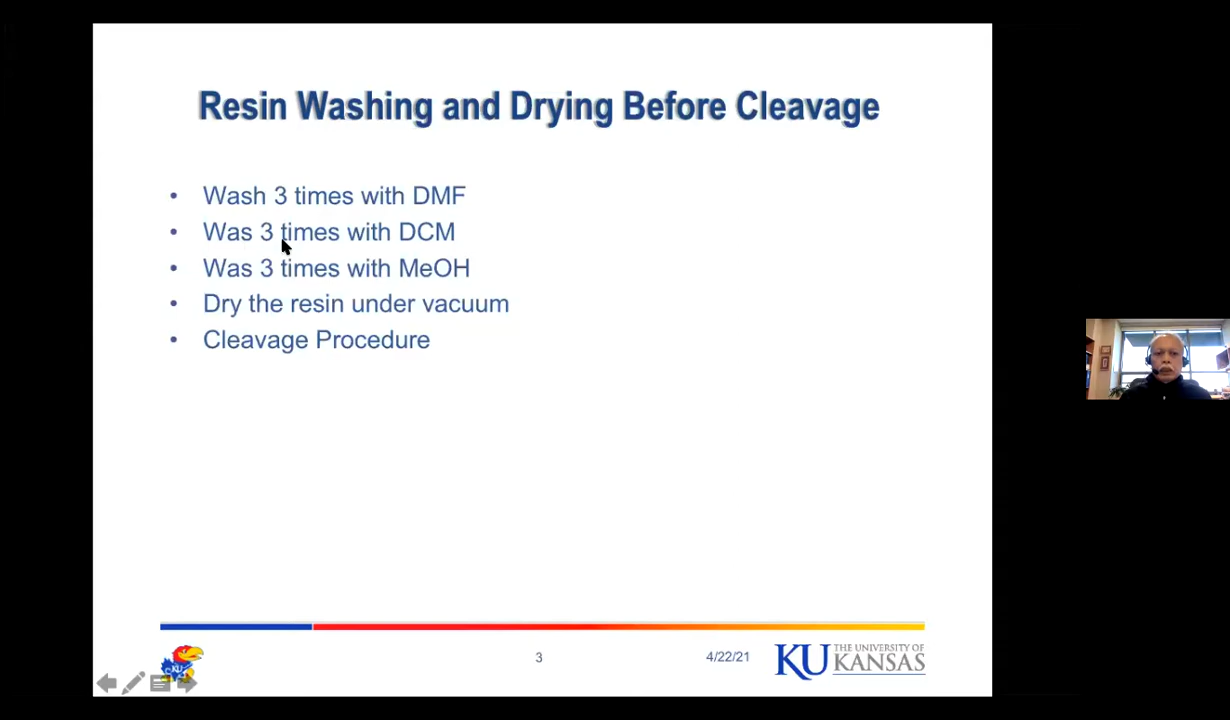 Resin Washing and Drying Before Cleavage
• Wash 3 times with DMF
• Was 3 times with DCM
• Was 3 times with MeOH
• Dry the resin under vacuum
• Cleavage Procedure
KU
3
4/22/21
KU THE UNIVERSITY OF
KANSAS